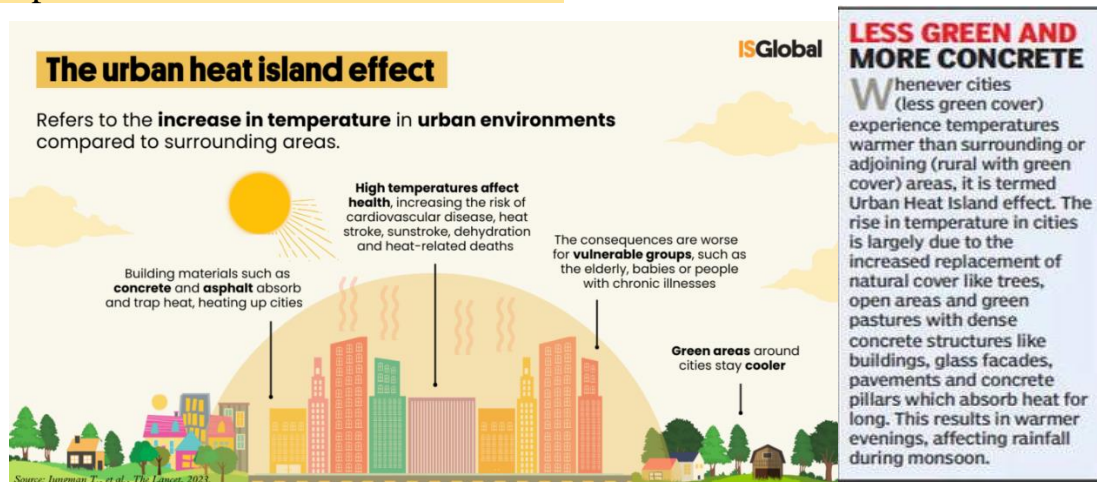 The urban heat island effect
ISGlobal
Refers to the increase in temperature in urban environments
compared to surrounding areas.
High temperatures affect
health, increasing the risk of
cardiovascular disease, heat
stroke, sunstroke, dehydration
and heat-related deaths
The consequences are worse
for vulnerable groups, such as
the elderly, babies or people
with chronic illnesses
Building materials such as
concrete and asphalt absorb
and trap heat, heating up cities
Green areas around
cities stay cooler
Source: Iungman T., et al., The Lancet, 2023
LESS GREEN AND
MORE CONCRETE
Whenever cities
(less green cover)
experience temperatures
warmer than surrounding or
adjoining (rural with green
cover) areas, it is termed
Urban Heat Island effect. The
rise in temperature in cities
is largely due to the
increased replacement of
natural cover like trees,
open areas and green
pastures with dense
concrete structures like
buildings, glass facades,
pavements and concrete
pillars which absorb heat for
long. This results in warmer
evenings, affecting rainfall
during monsoon.